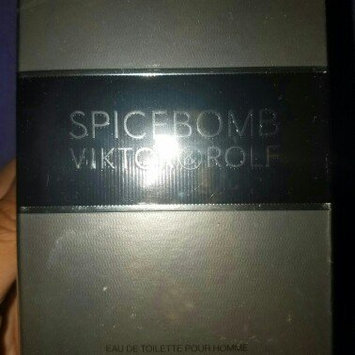 SPICEBOMB
VIKTOR&ROLF
EAU DE TOILETTE POUR HOMME